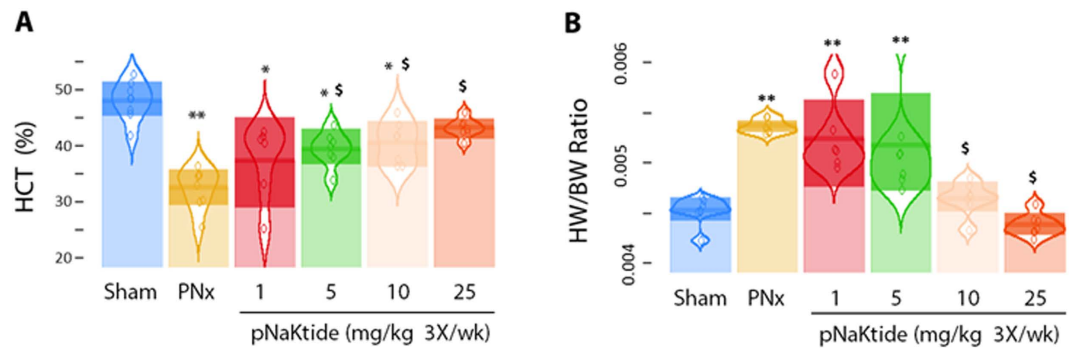 A
HCT (%)
50
40
30
20
**
*
* $
* $
$
Sham PNx 1 5 10 25
pNaKtide (mg/kg 3X/wk)
B
HW/BW Ratio
0.006
0.005
0.004
**
**
**
$
$
Sham PNx 1 5 10 25
pNaKtide (mg/kg 3X/wk)